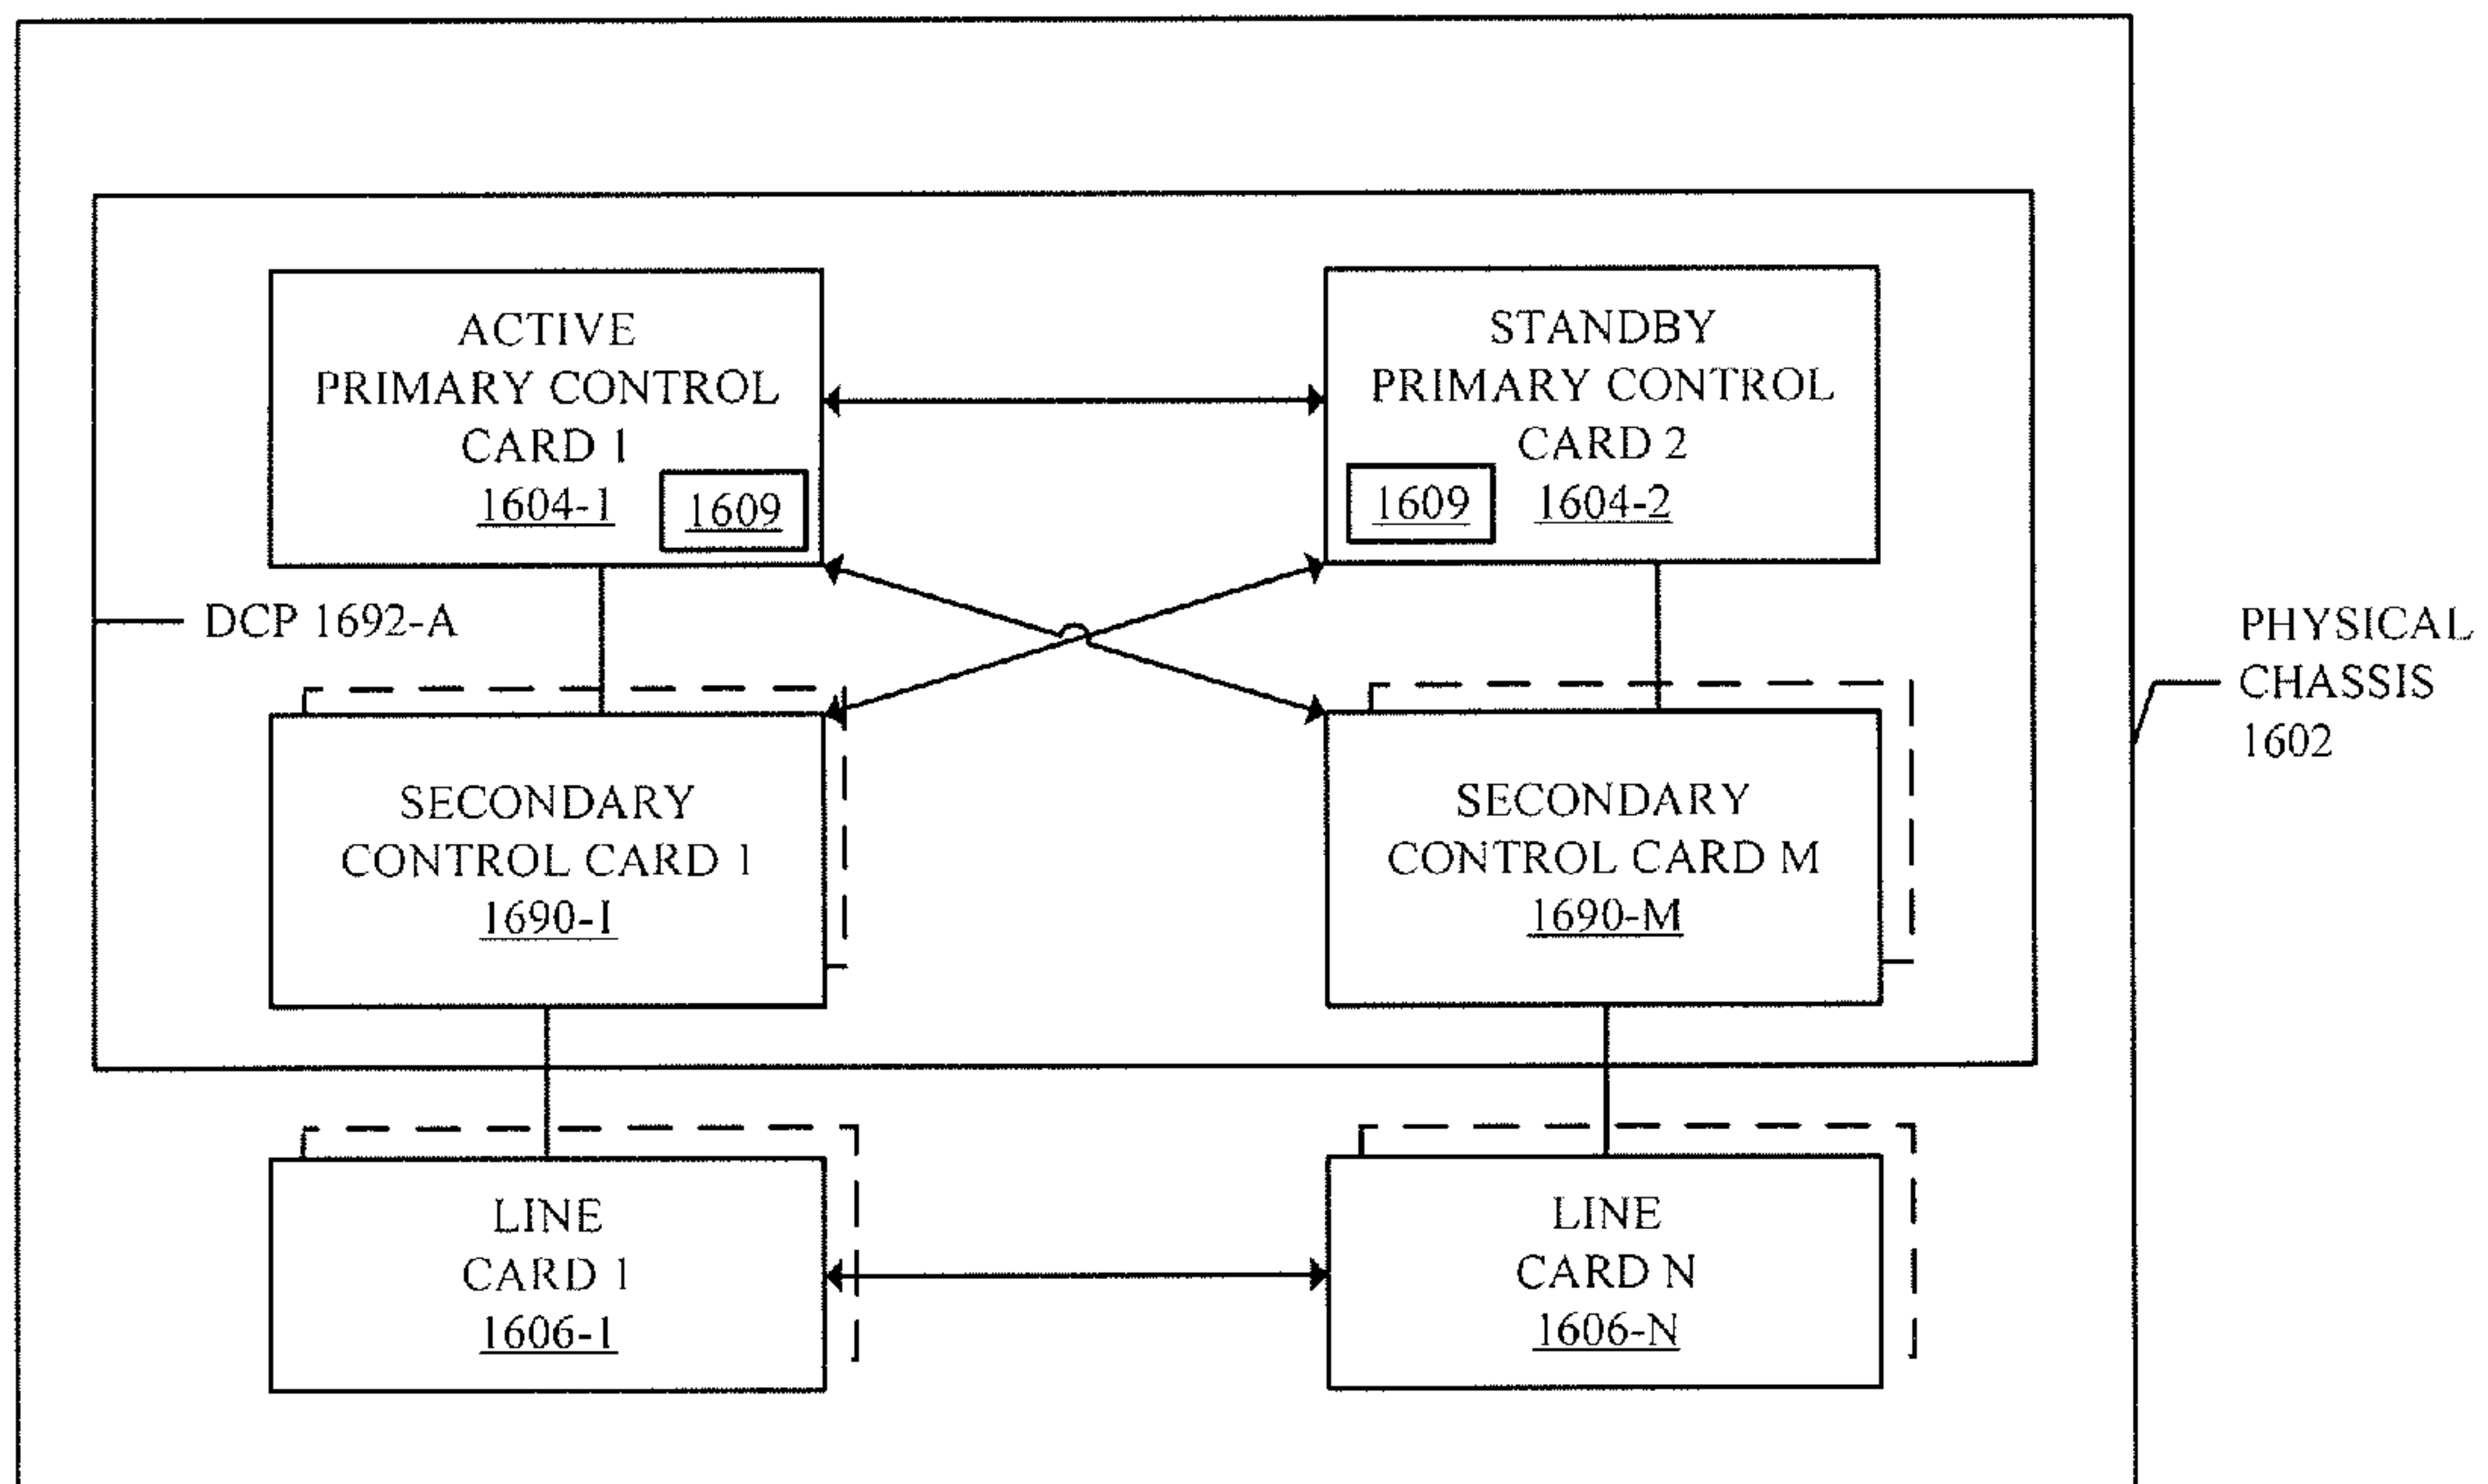 ACTIVE
PRIMARY CONTROL
CARD 1
1604-1
1609
STANDBY
PRIMARY CONTROL
CARD 2
1609
1604-2
DCP 1692-A
PHYSICAL
CHASSIS
1602
SECONDARY
CONTROL CARD 1
1690-1
SECONDARY
CONTROL CARD M
1690-M
LINE
CARD 1
1606-1
LINE
CARD N
1606-N